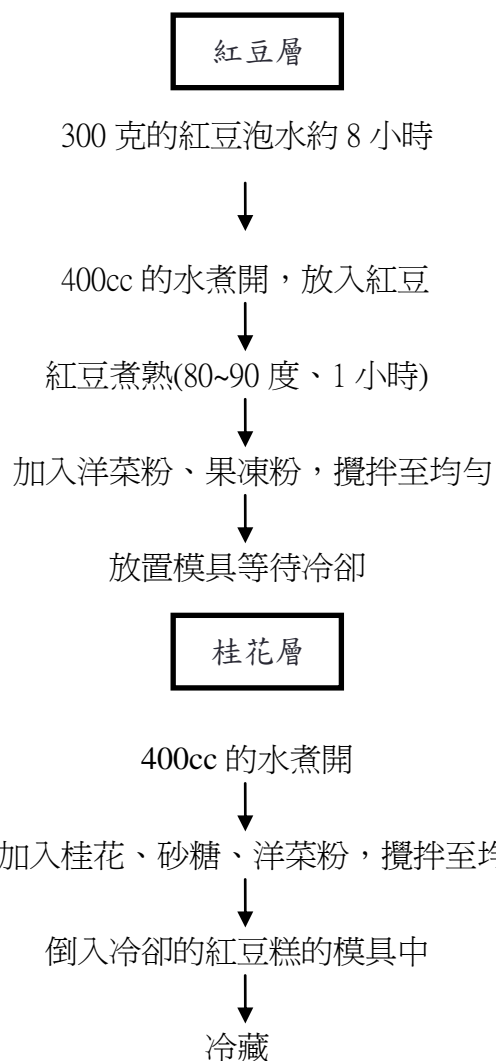 紅豆層
300 克的紅豆泡水約 8 小時
400cc 的水煮開，放入紅豆
紅豆煮熟(80~90 度、1 小時)
加入洋菜粉、果凍粉，攪拌至均勻
放置模具等待冷卻
桂花層
400cc 的水煮開
加入桂花、砂糖、洋菜粉，攪拌至均
倒入冷卻的紅豆糕的模具中
冷藏